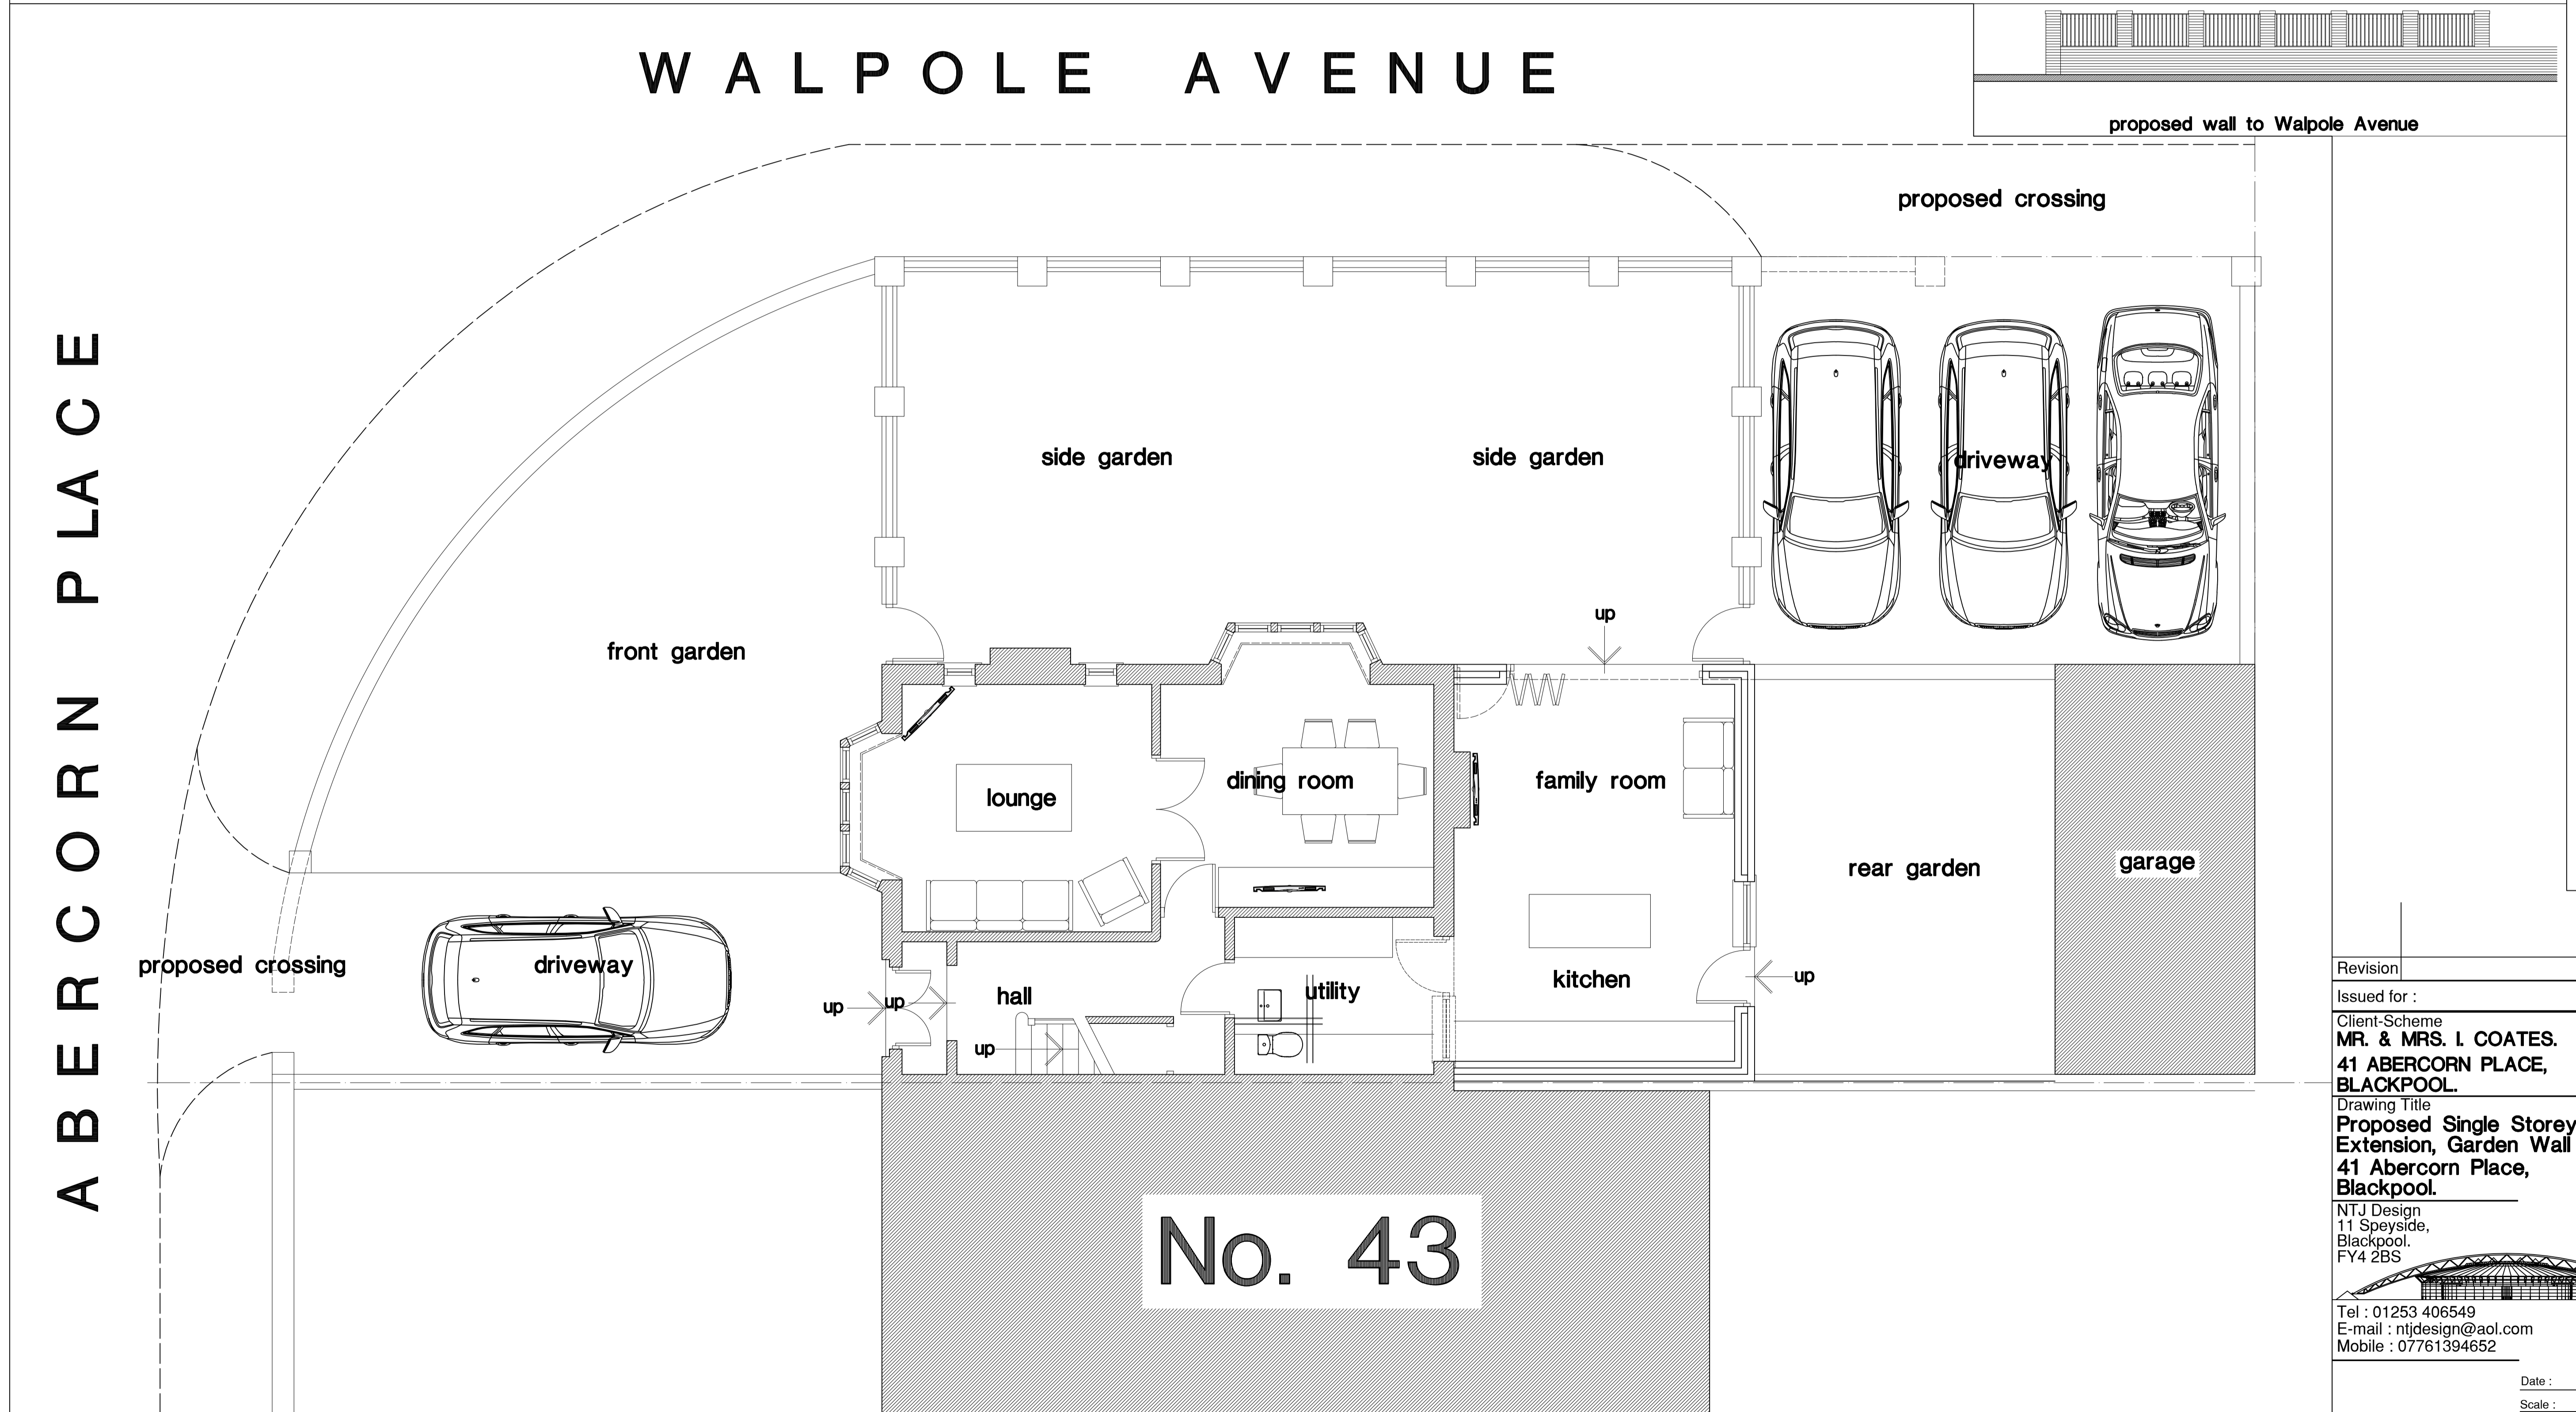 WALPOLE AVENUE
proposed wall to Walpole Avenue
proposed crossing
ABERCORN PLACE
side garden
side garden
driveway
up
front garden
lounge
dining room
family room
rear garden
garage
proposed crossing
driveway
up
up
hall
utility
kitchen
up
up
No. 43
Revision
Issued for :
Client-Scheme
MR. & MRS. I. COATES.
41 ABERCORN PLACE,
BLACKPOOL.
Drawing Title
Proposed Single Storey
Extension, Garden Wall
41 Abercorn Place,
Blackpool.
NTJ Design
11 Speyside,
Blackpool.
FY4 2BS
Tel : 01253 406549
E-mail : ntjdesign@aol.com
Mobile : 07761394652
Date :
Scale :